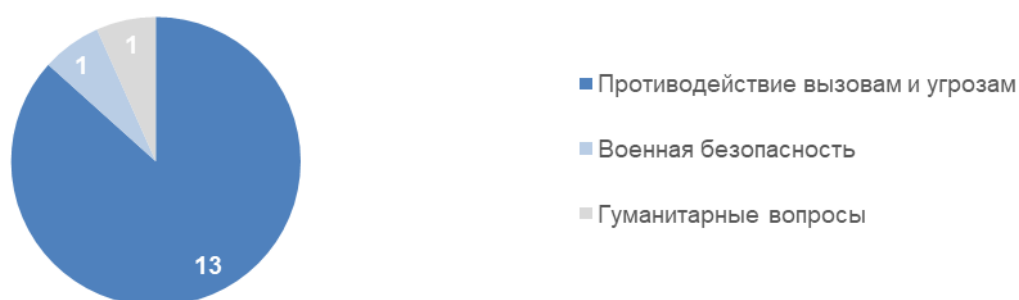 1
1
13
Противодействие вызовам и угрозам
Военная безопасность
Гуманитарные вопросы